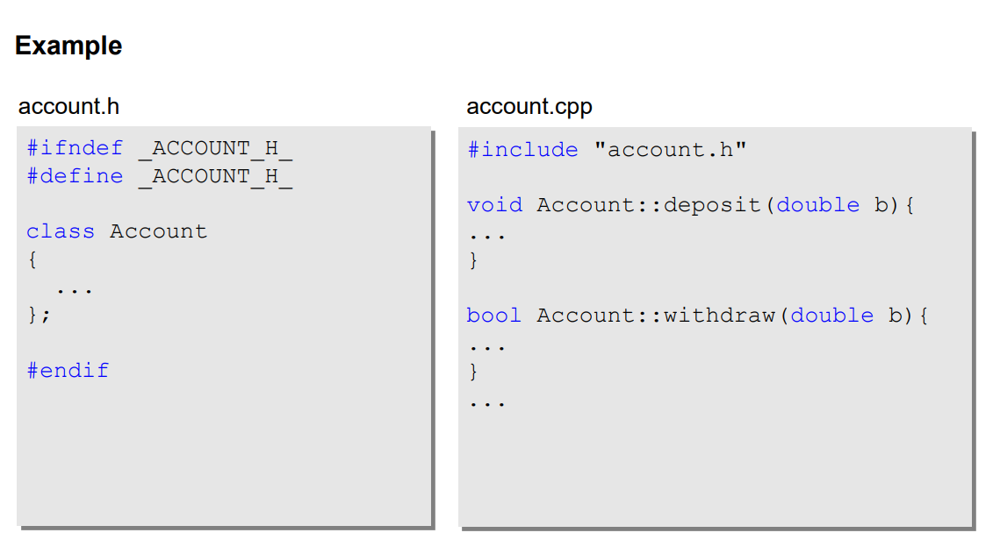 Example
account.h
#ifndef _ACCOUNT_H_
#define _ACCOUNT_H_
class Account
{
...
};
#endif
account.cpp
#include "account.h"
void Account::deposit(double b){
...
}
bool Account::withdraw(double b){
...
}
...